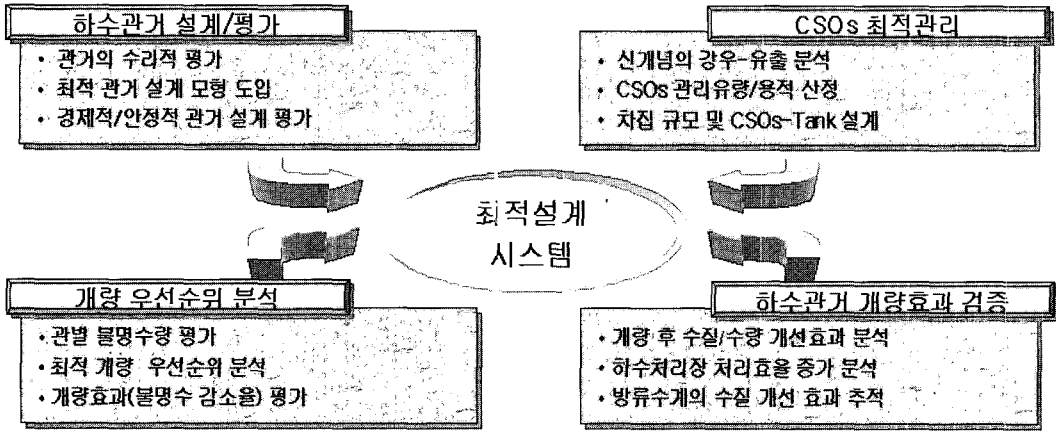 하수관거 설계/평가
· 관거의 수리적 평가
· 최적 관거 설계 모형 도입
· 경제적/안정적 관거 설계 평가
CSOs 최적관리
· 신개념의 강우-유출 분석
· CSOs 관리유량/용적 산정
· 차집 규모 및 CSOs-Tank 설계
최적설계
시스템
개량 우선순위 분석
· 관별 불명수량 평가
· 최적 개량 우선순위 분석
· 개량효과(불명수 감소율) 평가
하수관거 개량효과 검증
· 개량 후 수질/수량 개선효과 분석
· 하수처리장 처리효율 증가 분석
· 방류수계의 수질 개선 효과 추적